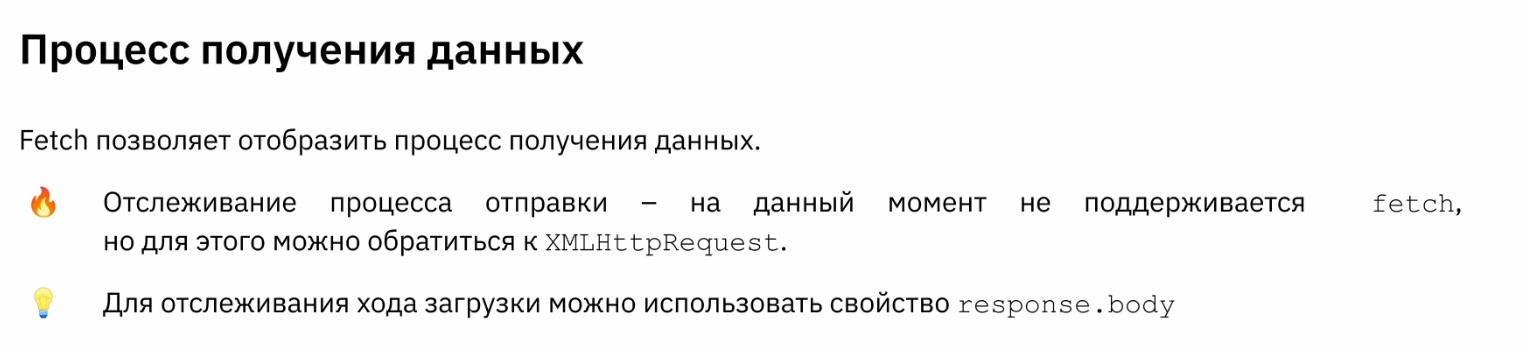 Процесс получения данных
Fetch позволяет отобразить процесс получения данных.
🔥 Отслеживание процесса отправки – на данный момент не поддерживается fetch,
но для этого можно обратиться к XMLHttpRequest.
💡 Для отслеживания хода загрузки можно использовать свойство response.body